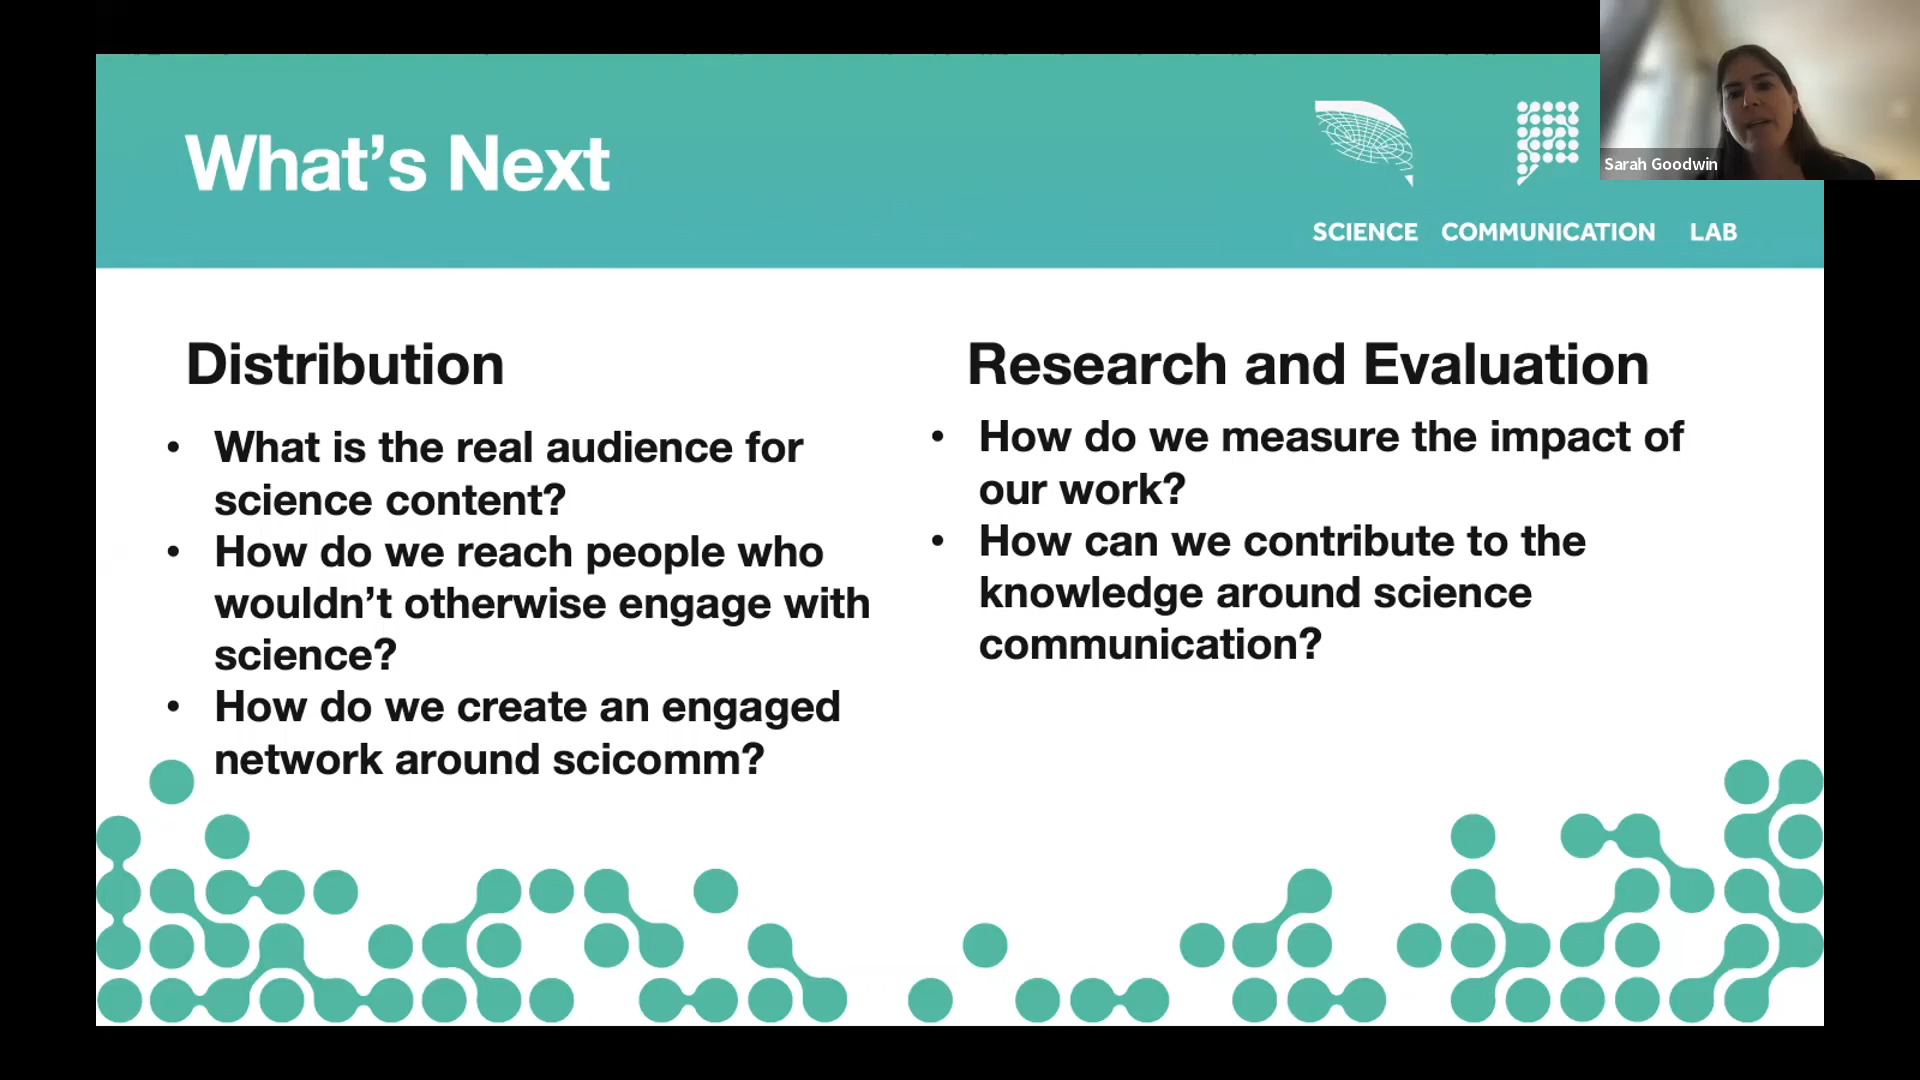 What's Next
SCIENCE COMMUNICATION LAB
Sarah Goodwin
Distribution
• What is the real audience for
science content?
• How do we reach people who
wouldn't otherwise engage with
science?
• How do we create an engaged
network around scicomm?
Research and Evaluation
• How do we measure the impact of
our work?
• How can we contribute to the
knowledge around science
communication?